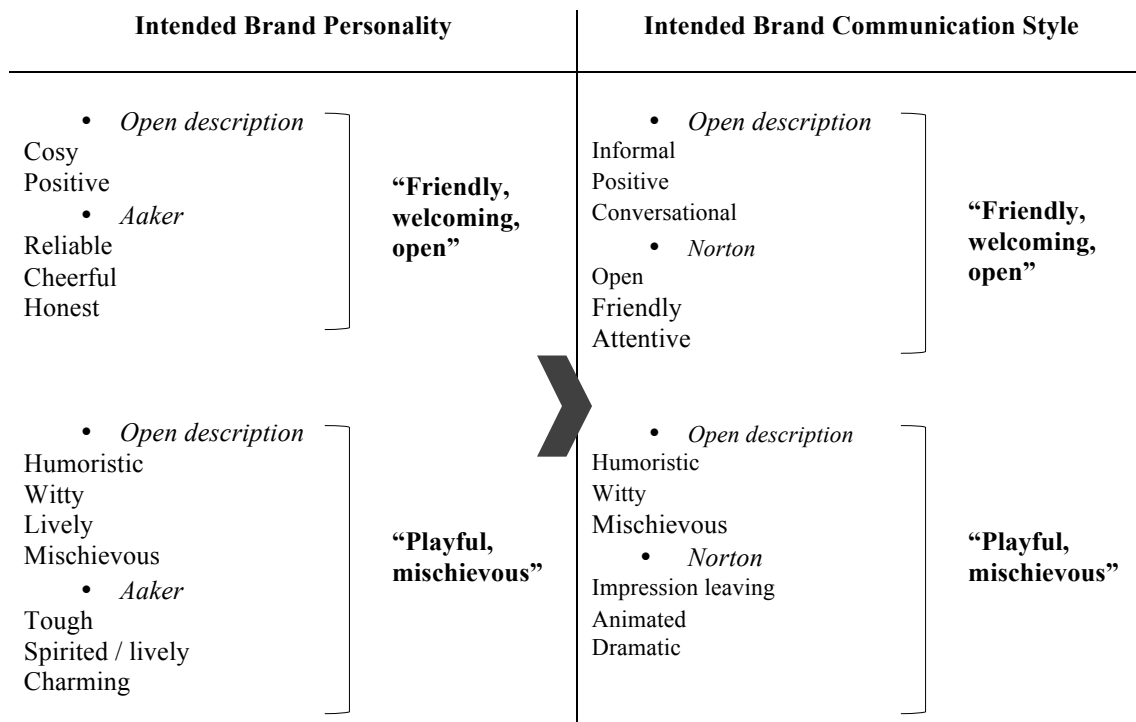 Intended Brand Personality
Intended Brand Communication Style
• Open description
Cosy
Positive
• Aaker
Reliable
Cheerful
Honest
“Friendly,
welcoming,
open”
• Open description
Informal
Positive
Conversational
• Norton
Open
Friendly
Attentive
“Friendly,
welcoming,
open”
• Open description
Humoristic
Witty
Lively
Mischievous
• Aaker
Tough
Spirited / lively
Charming
“Playful,
mischievous”
• Open description
Humoristic
Witty
Mischievous
• Norton
Impression leaving
Animated
Dramatic
“Playful,
mischievous”